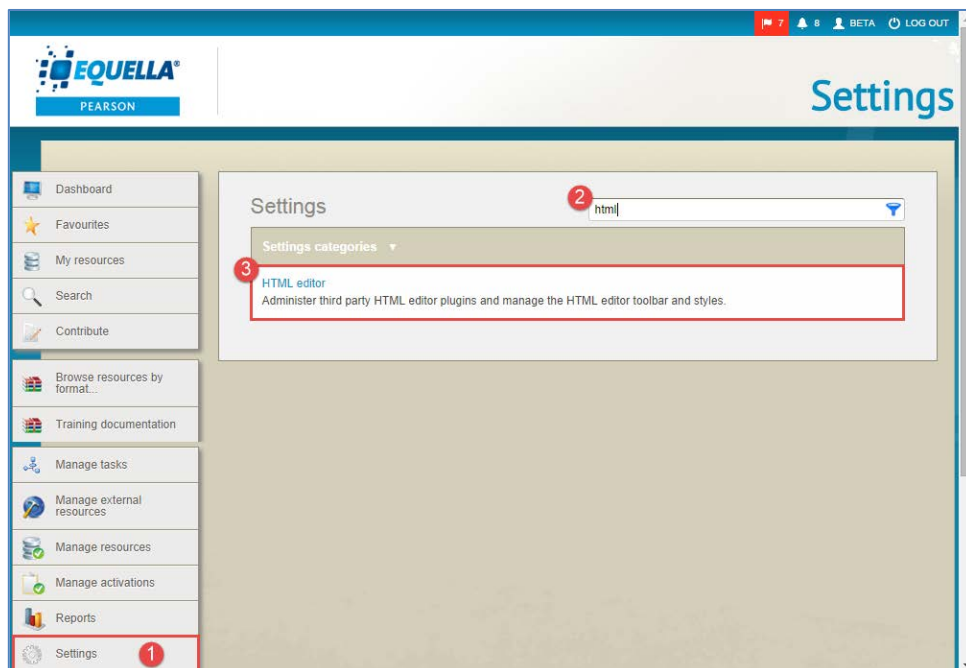 7 8 BETA LOG OUT
EQUELLA®
PEARSON
Settings
Dashboard
Favourites
My resources
Search
Contribute
Browse resources by
format...
Training documentation
Manage tasks
Manage external
resources
Manage resources
Manage activations
Reports
Settings 1
Settings
2 html
Settings categories
3
HTML editor
Administer third party HTML editor plugins and manage the HTML editor toolbar and styles.